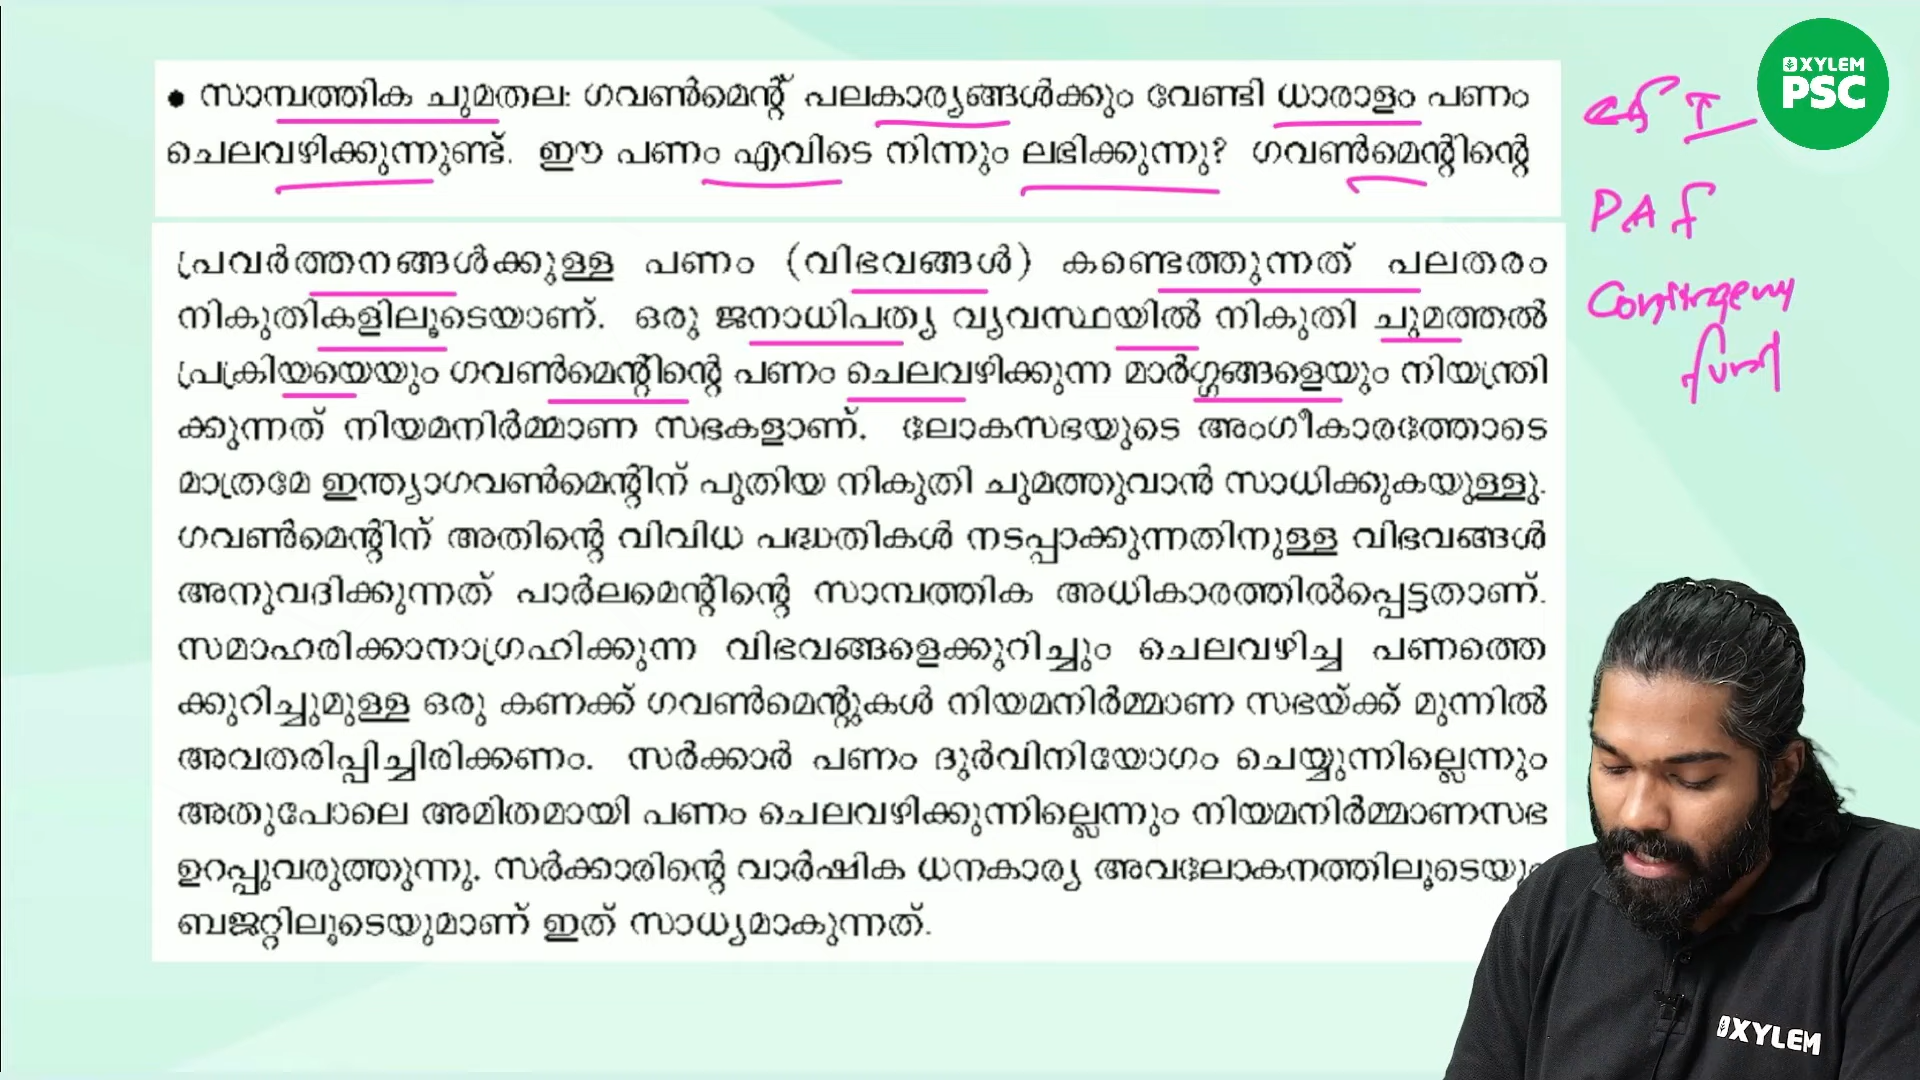 ● സാമ്പത്തിക ചുമതല: ഗവൺമെന്റ് പലകാര്യങ്ങൾക്കും വേണ്ടി ധാരാളം പണം
ചെലവഴിക്കുന്നുണ്ട്. ഈ പണം എവിടെ നിന്നും ലഭിക്കുന്നു? ഗവൺമെന്റിന്റെ
പ്രവർത്തനങ്ങൾക്കുള്ള പണം (വിഭവങ്ങൾ) കണ്ടെത്തുന്നത് പലതരം
നികുതികളിലൂടെയാണ്. ഒരു ജനാധിപത്യ വ്യവസ്ഥയിൽ നികുതി ചുമത്തൽ
പ്രക്രിയയെയും ഗവൺമെന്റിന്റെ പണം ചെലവഴിക്കുന്ന മാർഗ്ഗങ്ങളെയും നിയന്ത്രി
ക്കുന്നത് നിയമനിർമ്മാണ സഭകളാണ്. ലോകസഭയുടെ അംഗീകാരത്തോടെ
മാത്രമേ ഇന്ത്യാഗവൺമെന്റിന് പുതിയ നികുതി ചുമത്തുവാൻ സാധിക്കുകയുള്ളു.
ഗവൺമെന്റിന് അതിന്റെ വിവിധ പദ്ധതികൾ നടപ്പാക്കുന്നതിനുള്ള വിഭവങ്ങൾ
അനുവദിക്കുന്നത് പാർലമെന്റിന്റെ സാമ്പത്തിക അധികാരത്തിൽപ്പെട്ടതാണ്.
സമാഹരിക്കാനാഗ്രഹിക്കുന്ന വിഭവങ്ങളെക്കുറിച്ചും ചെലവഴിച്ച പണത്തെ
ക്കുറിച്ചുമുള്ള ഒരു കണക്ക് ഗവൺമെന്റുകൾ നിയമനിർമ്മാണ സഭയ്ക്ക് മുന്നിൽ
അവതരിപ്പിച്ചിരിക്കണം. സർക്കാർ പണം ദുർവിനിയോഗം ചെയ്യുന്നില്ലെന്നും
അതുപോലെ അമിതമായി പണം ചെലവഴിക്കുന്നില്ലെന്നും നിയമനിർമ്മാണസഭ
ഉറപ്പുവരുത്തുന്നു. സർക്കാരിന്റെ വാർഷിക ധനകാര്യ അവലോകനത്തിലൂടെയും
ബജറ്റിലൂടെയുമാണ് ഇത് സാധ്യമാകുന്നത്.
PAF
fund
OXYLEM
PSC
OXYLEM